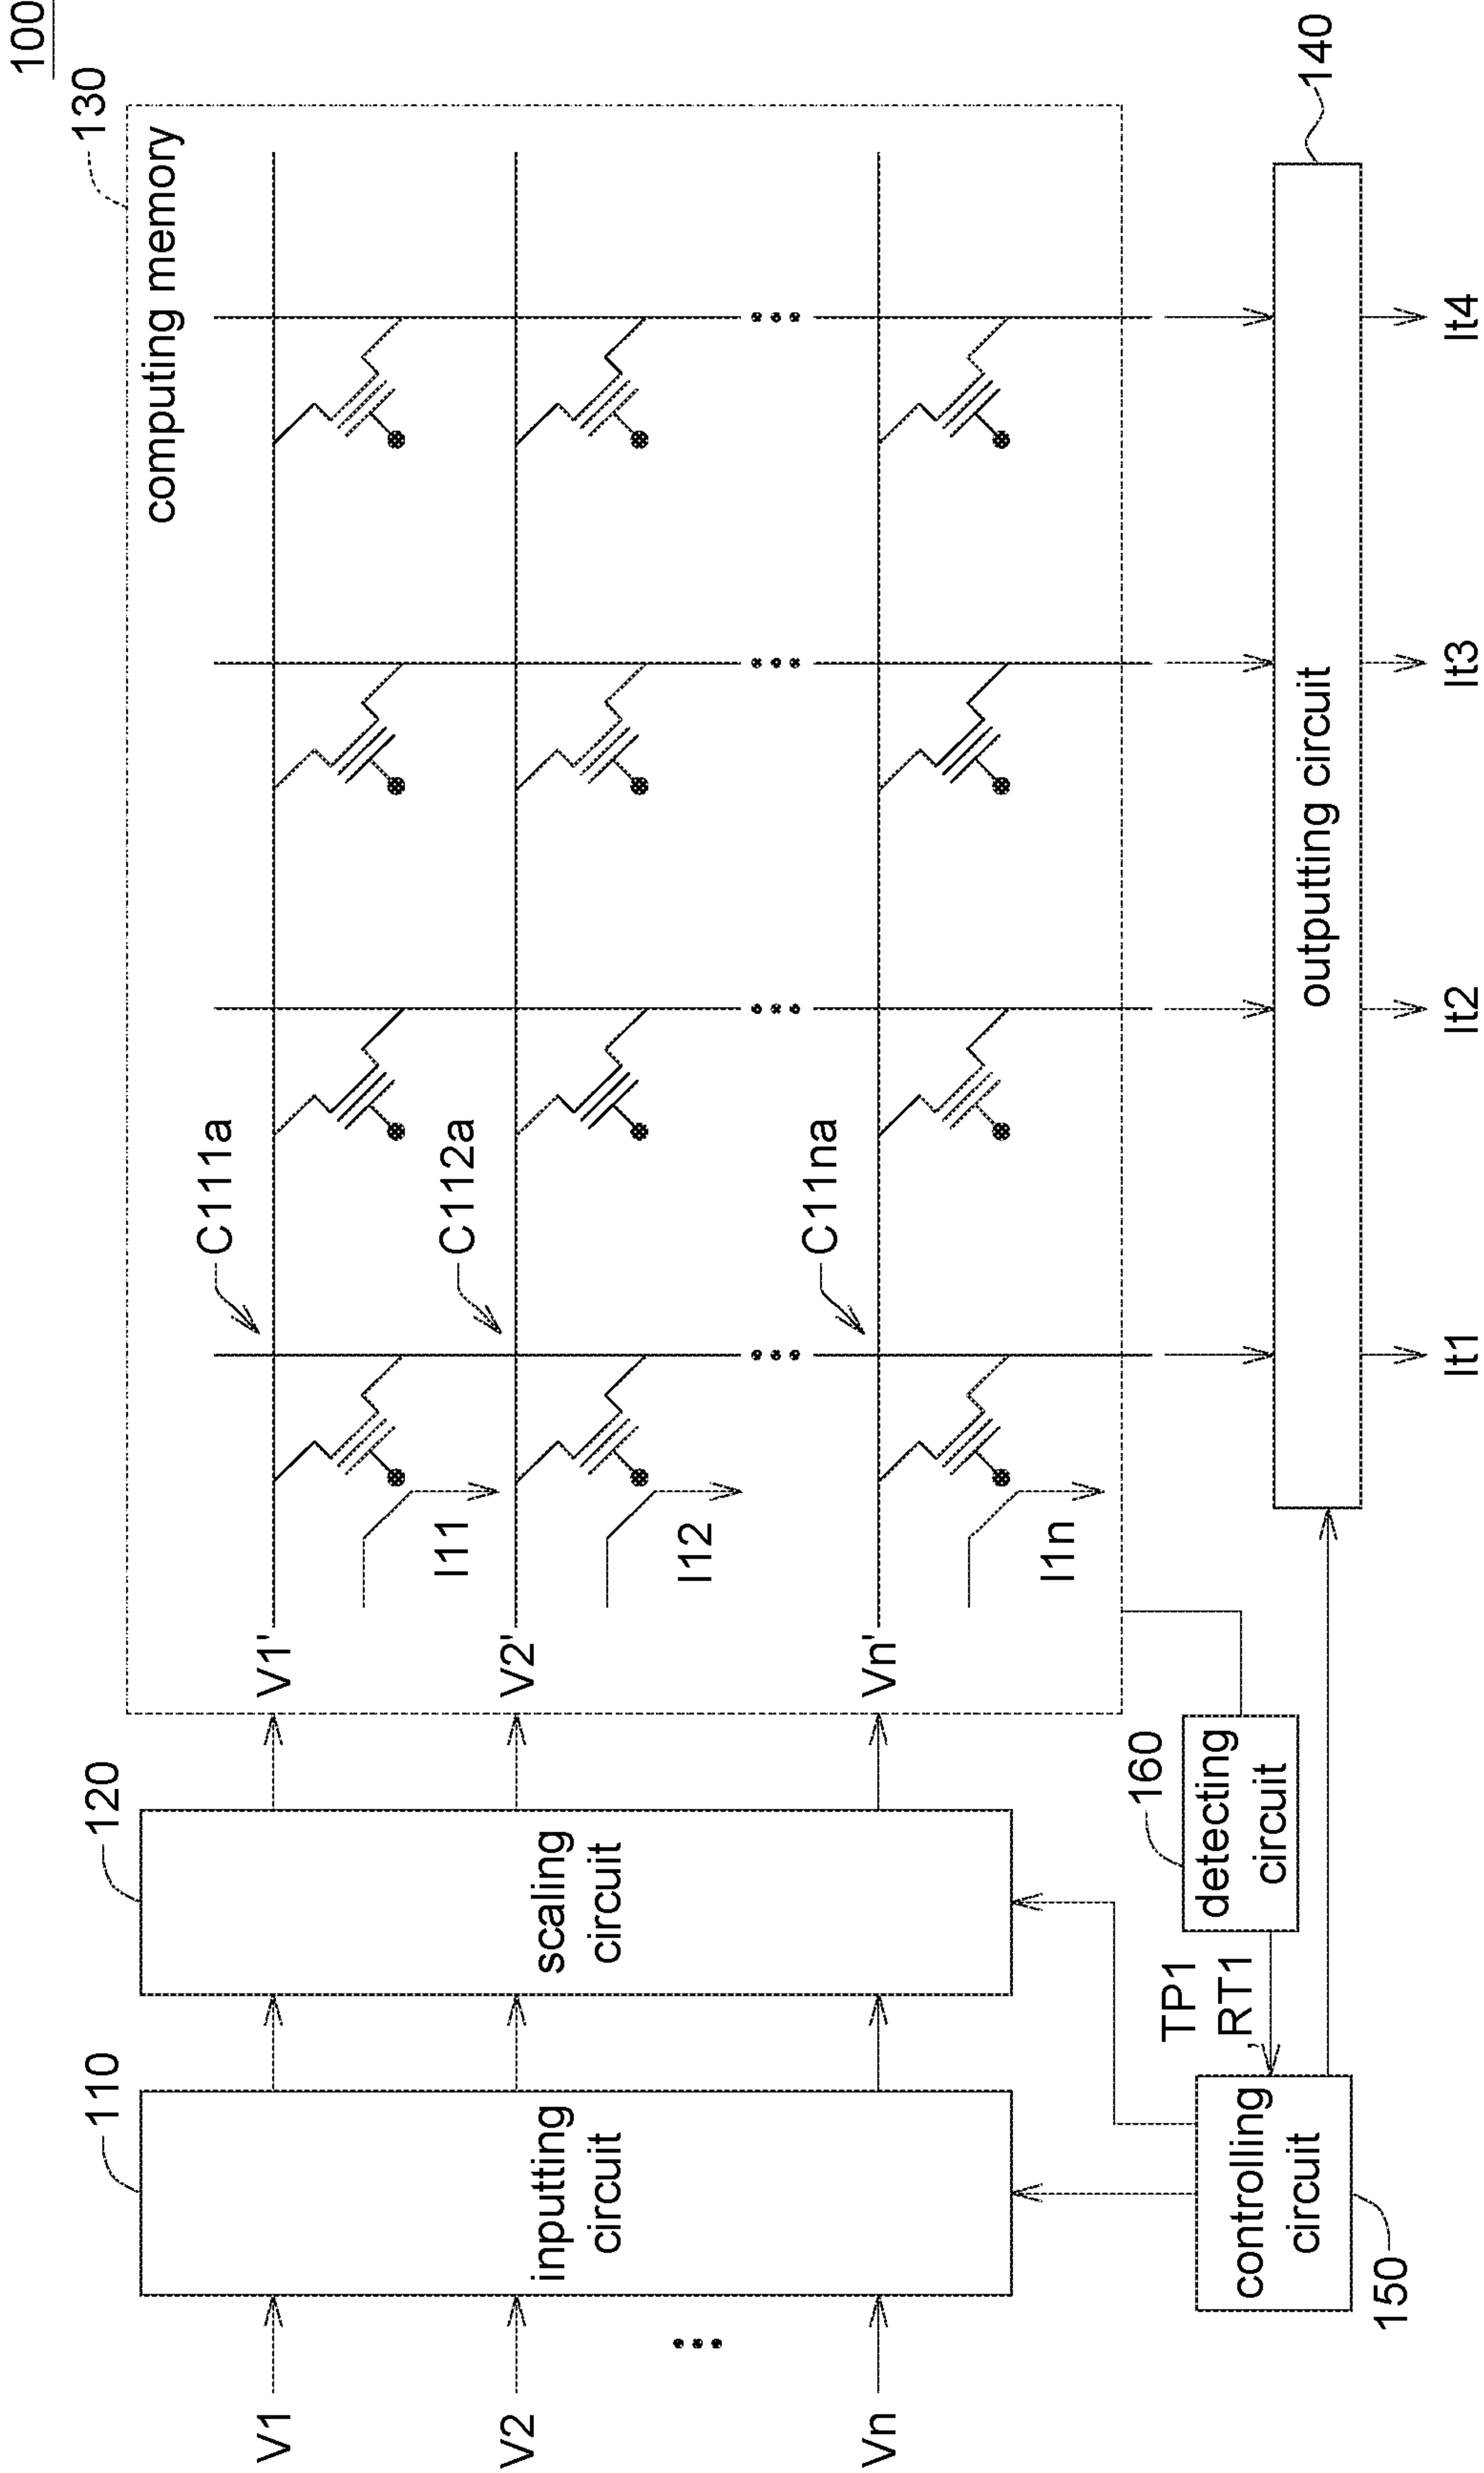 100
130
computing memory
120
110
V1
V1'
C111a
I11
V2
inputting
circuit
scaling
circuit
V2'
C112a
I12
Vn
Vn'
C11na
I1n
160
detecting
circuit
TP1
RT1
controlling
circuit
150
outputting circuit
140
It1
It2
It3
It4